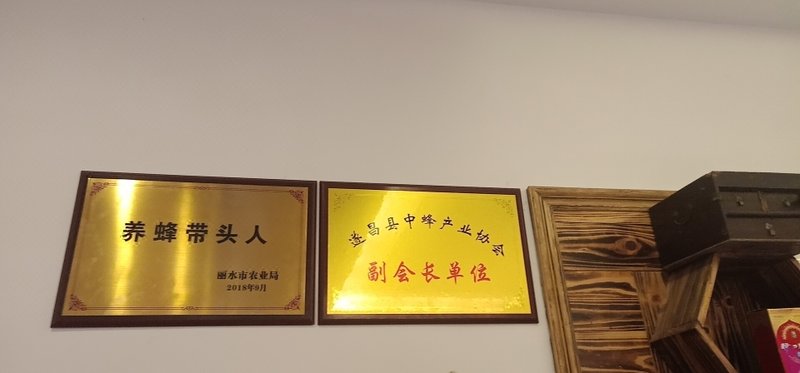 养蜂带头人
丽水市农业局
2018年9月
遂昌县中蜂产业协会
副会长单位